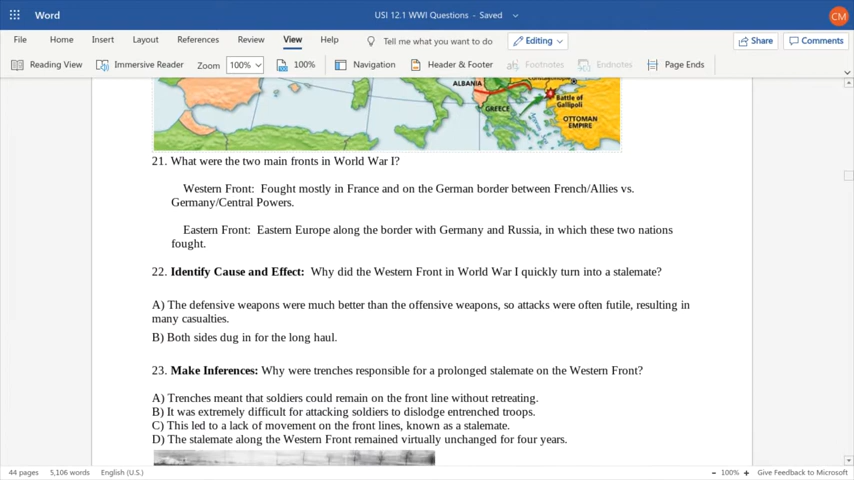 Word
USI 12.1 WWI Questions - Saved
CM
File Home Insert Layout References Review View Help Tell me what you want to do Editing Share Comments
Reading View Immersive Reader Zoom 100% 100% Navigation Header & Footer Footnotes Endnotes Page Ends
ALBANIA
GREECE
Battle of
Gallipoli
OTTOMAN
EMPIRE
21. What were the two main fronts in World War I?
Western Front: Fought mostly in France and on the German border between French/Allies vs.
Germany/Central Powers.
Eastern Front: Eastern Europe along the border with Germany and Russia, in which these two nations
fought.
22. Identify Cause and Effect: Why did the Western Front in World War I quickly turn into a stalemate?
A) The defensive weapons were much better than the offensive weapons, so attacks were often futile, resulting in
many casualties.
B) Both sides dug in for the long haul.
23. Make Inferences: Why were trenches responsible for a prolonged stalemate on the Western Front?
A) Trenches meant that soldiers could remain on the front line without retreating.
B) It was extremely difficult for attacking soldiers to dislodge entrenched troops.
C) This led to a lack of movement on the front lines, known as a stalemate.
D) The stalemate along the Western Front remained virtually unchanged for four years.
44 pages 5,106 words English (U.S.) - 100% + Give Feedback to Microsoft